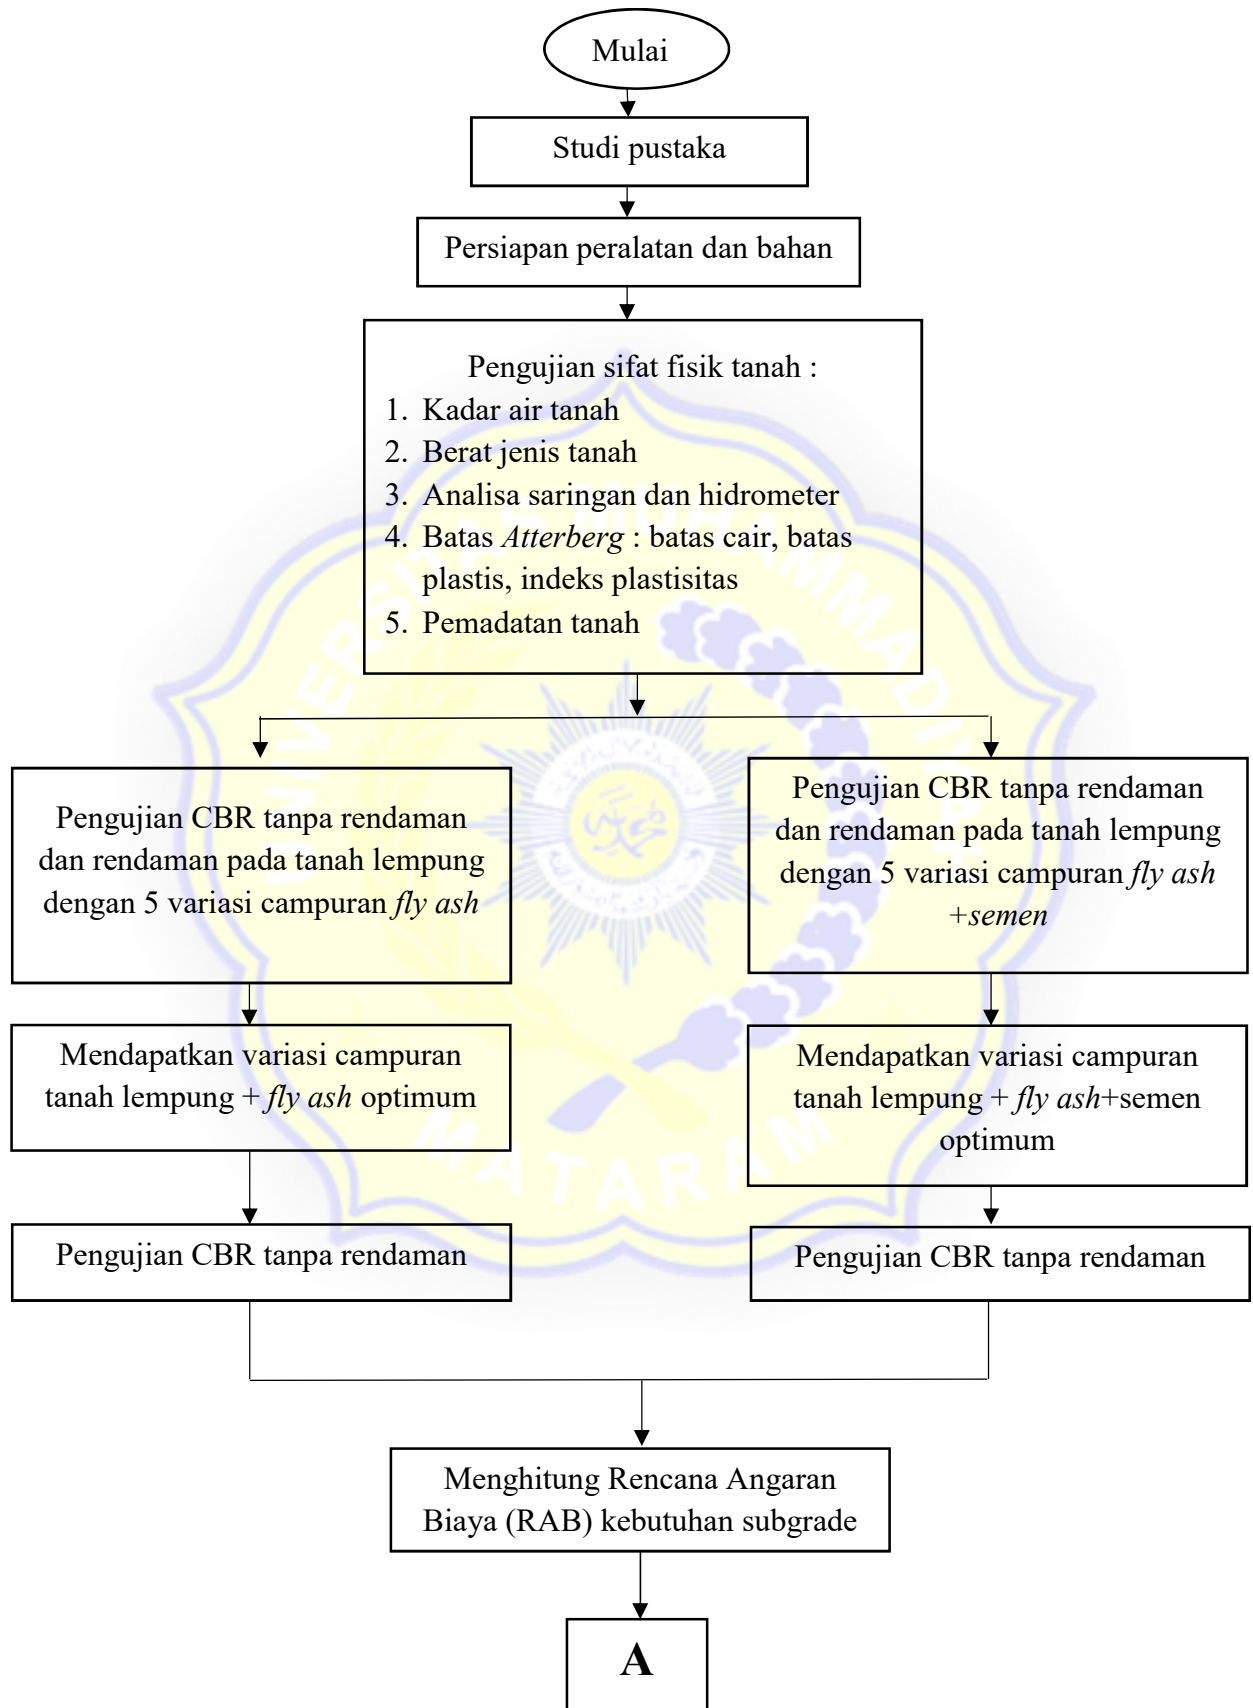 Mulai
Studi pustaka
Persiapan peralatan dan bahan
Pengujian sifat fisik tanah :
1. Kadar air tanah
2. Berat jenis tanah
3. Analisa saringan dan hidrometer
4. Batas Atterberg : batas cair, batas
plastis, indeks plastisitas
5. Pemadatan tanah
Pengujian CBR tanpa rendaman
dan rendaman pada tanah lempung
dengan 5 variasi campuran fly ash
Pengujian CBR tanpa rendaman
dan rendaman pada tanah lempung
dengan 5 variasi campuran fly ash
+semen
Mendapatkan variasi campuran
tanah lempung + fly ash optimum
Mendapatkan variasi campuran
tanah lempung + fly ash+semen
optimum
Pengujian CBR tanpa rendaman
Pengujian CBR tanpa rendaman
Menghitung Rencana Angaran
Biaya (RAB) kebutuhan subgrade
A
UNIVERSITAS MUHAMMADIYAH
MATARAM